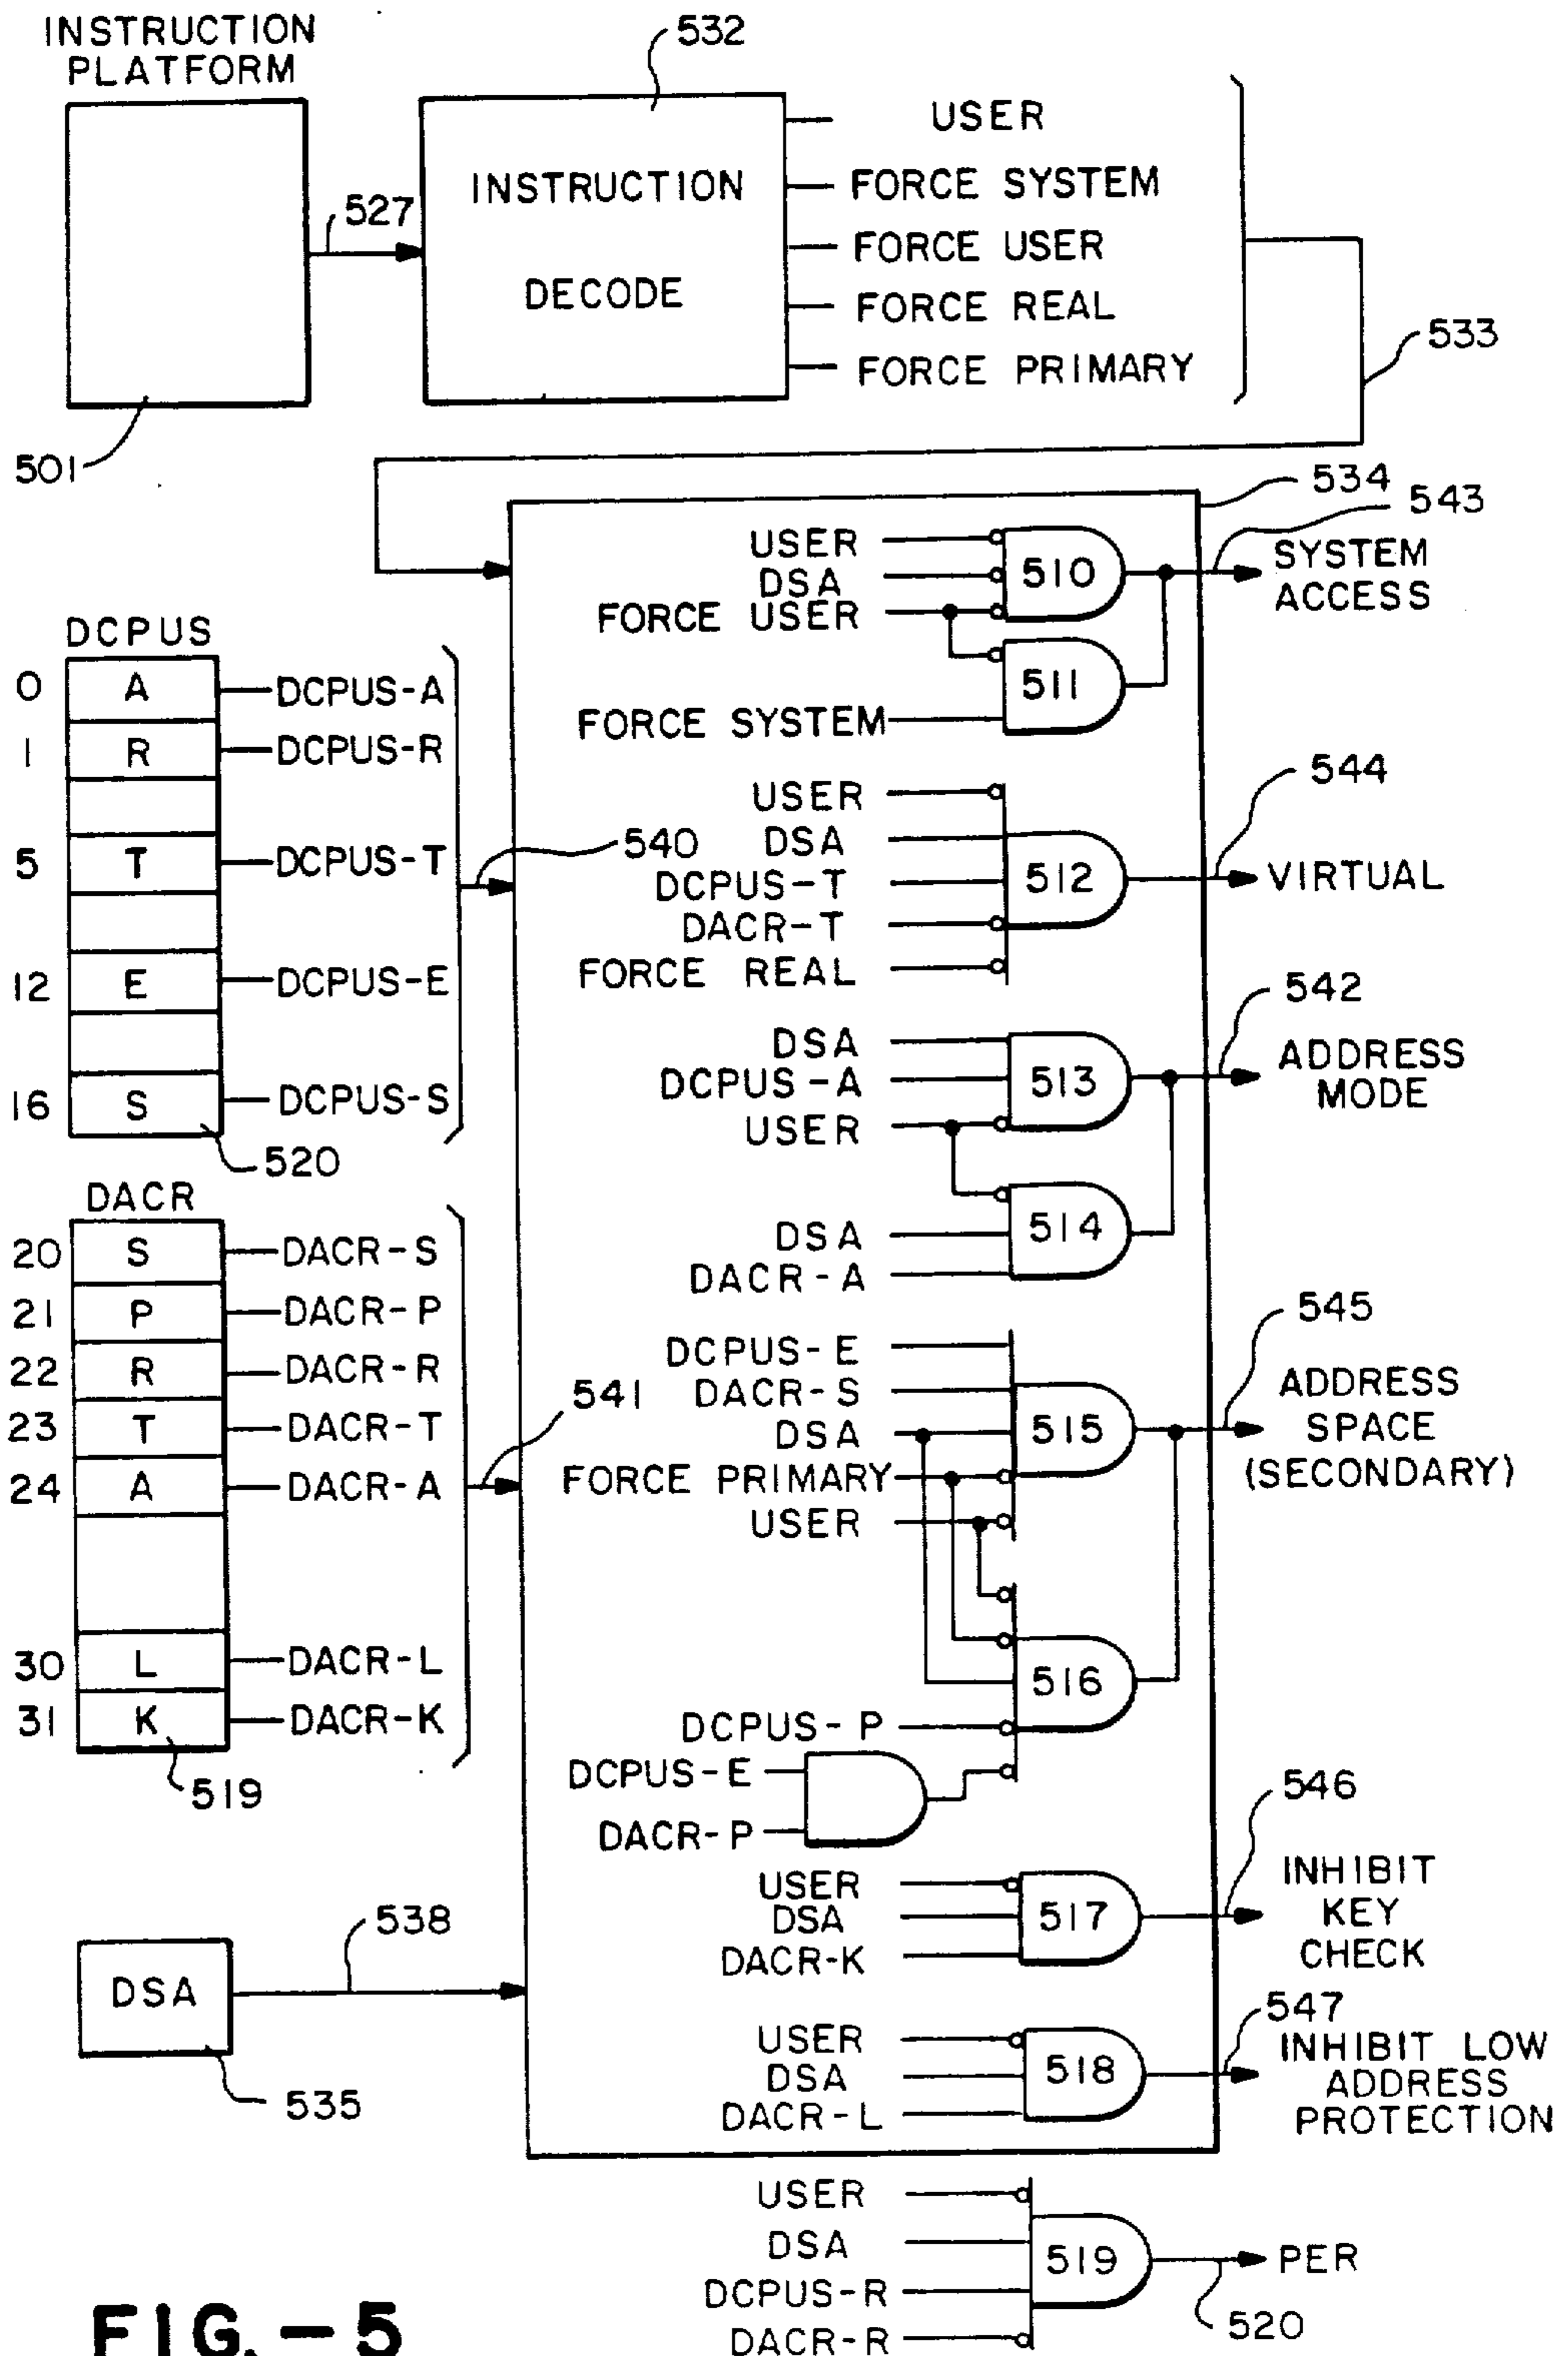 INSTRUCTION
PLATFORM
532
527
INSTRUCTION
DECODE
USER
FORCE SYSTEM
FORCE USER
FORCE REAL
FORCE PRIMARY
533
501
534
543
USER
DSA
FORCE USER
510
SYSTEM
ACCESS
511
FORCE SYSTEM
DCPUS
0 A DCPUS-A
1 R DCPUS-R
5 T DCPUS-T
12 E DCPUS-E
16 S DCPUS-S
520
540
USER
DSA
DCPUS-T
DACR-T
FORCE REAL
512
544
VIRTUAL
DSA
DCPUS-A
USER
513
542
ADDRESS
MODE
514
DSA
DACR-A
DACR
20 S DACR-S
21 P DACR-P
22 R DACR-R
23 T DACR-T
24 A DACR-A
30 L DACR-L
31 K DACR-K
519
541
DCPUS-E
DACR-S
DSA
FORCE PRIMARY
USER
515
545
ADDRESS
SPACE
(SECONDARY)
516
DCPUS-P
DCPUS-E
DACR-P
546
USER
DSA
DACR-K
517
INHIBIT
KEY
CHECK
DSA
538
535
547
USER
DSA
DACR-L
518
INHIBIT LOW
ADDRESS
PROTECTION
USER
DSA
DCPUS-R
DACR-R
519
PER
520
FIG.-5